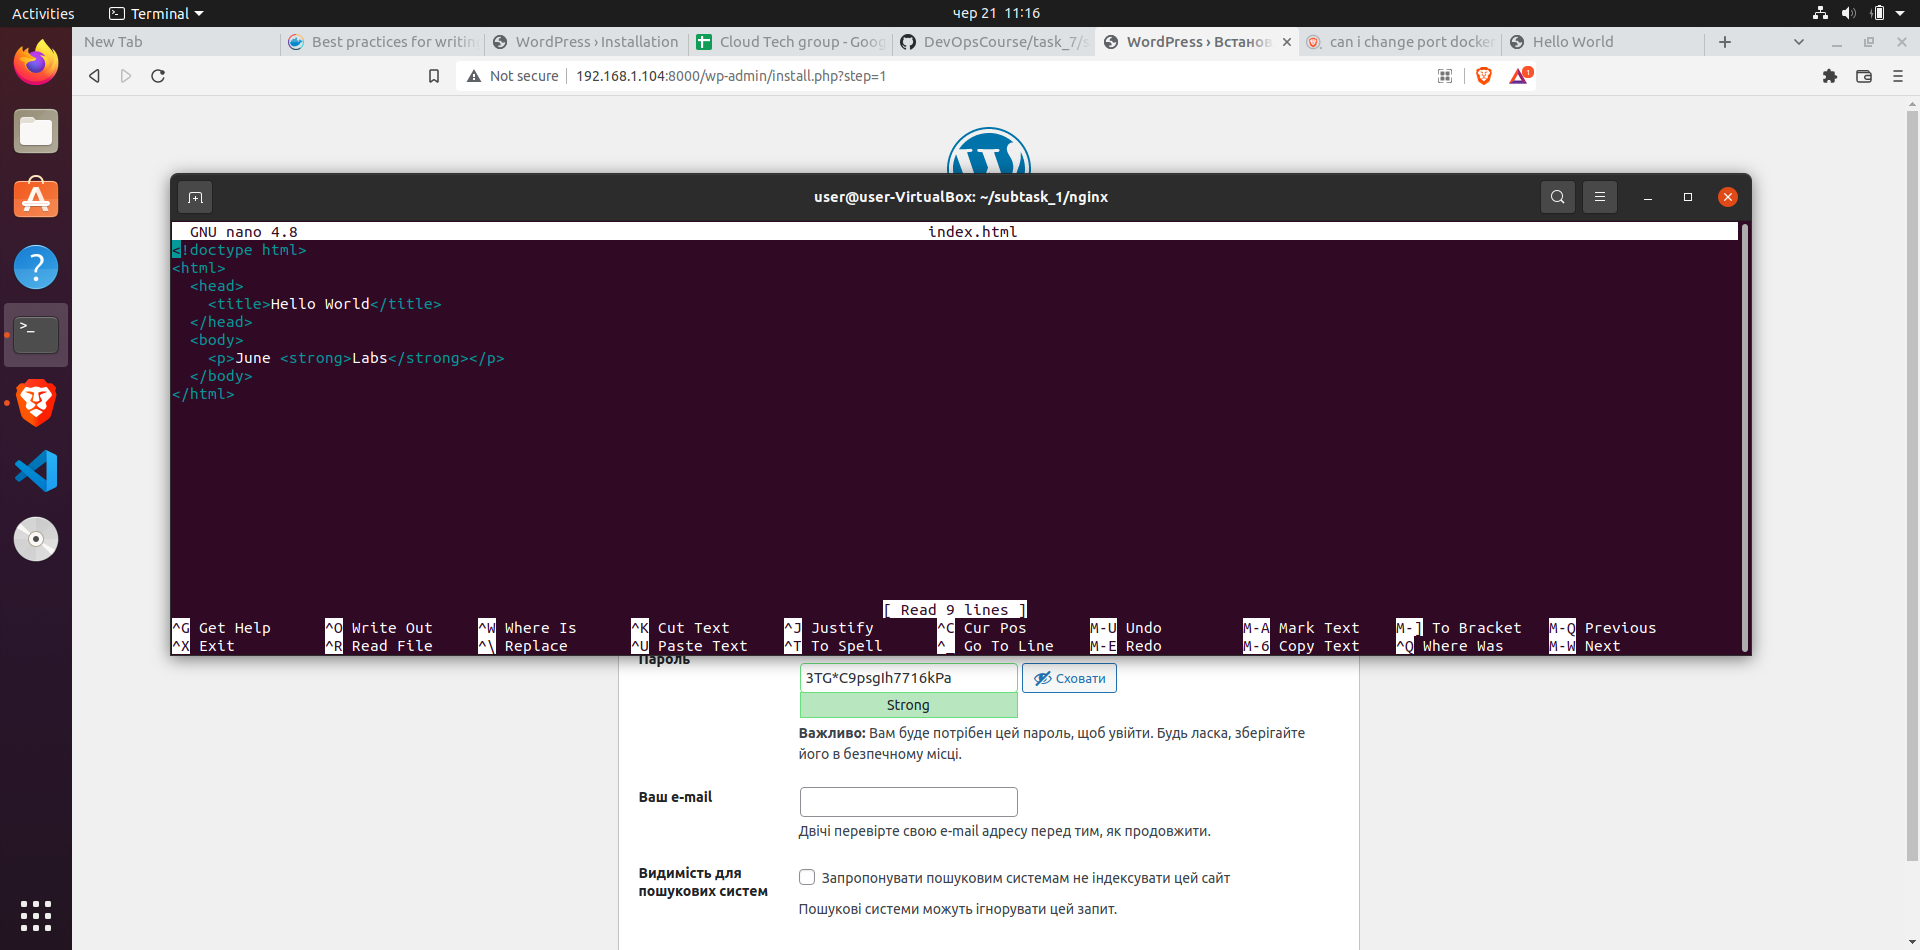 Activities
Terminal
чер 21 11:16
New Tab
Best practices for writin
WordPress › Installation
Cloud Tech group - Goog
DevOpsCourse/task_7/s
WordPress › Встанов
can i change port docker
Hello World
Not secure
192.168.1.104:8000/wp-admin/install.php?step=1
1
user@user-VirtualBox: ~/subtask_1/nginx
GNU nano 4.8 index.html
<!doctype html>
<html>
<head>
<title>Hello World</title>
</head>
<body>
<p>June <strong>Labs</strong></p>
</body>
</html>
[ Read 9 lines ]
^G Get Help ^O Write Out ^W Where Is ^K Cut Text ^J Justify ^C Cur Pos M-U Undo M-A Mark Text M-] To Bracket M-Q Previous
^X Exit ^R Read File ^\ Replace ^U Paste Text ^T To Spell ^_ Go To Line M-E Redo M-6 Copy Text ^Q Where Was M-W Next
Пароль
3TG*C9psgIh7716kPa
Сховати
Strong
Важливо: Вам буде потрібен цей пароль, щоб увійти. Будь ласка, зберігайте
його в безпечному місці.
Ваш e-mail
Двічі перевірте свою e-mail адресу перед тим, як продовжити.
Видимість для
пошукових систем
Запропонувати пошуковим системам не індексувати цей сайт
Пошукові системи можуть ігнорувати цей запит.